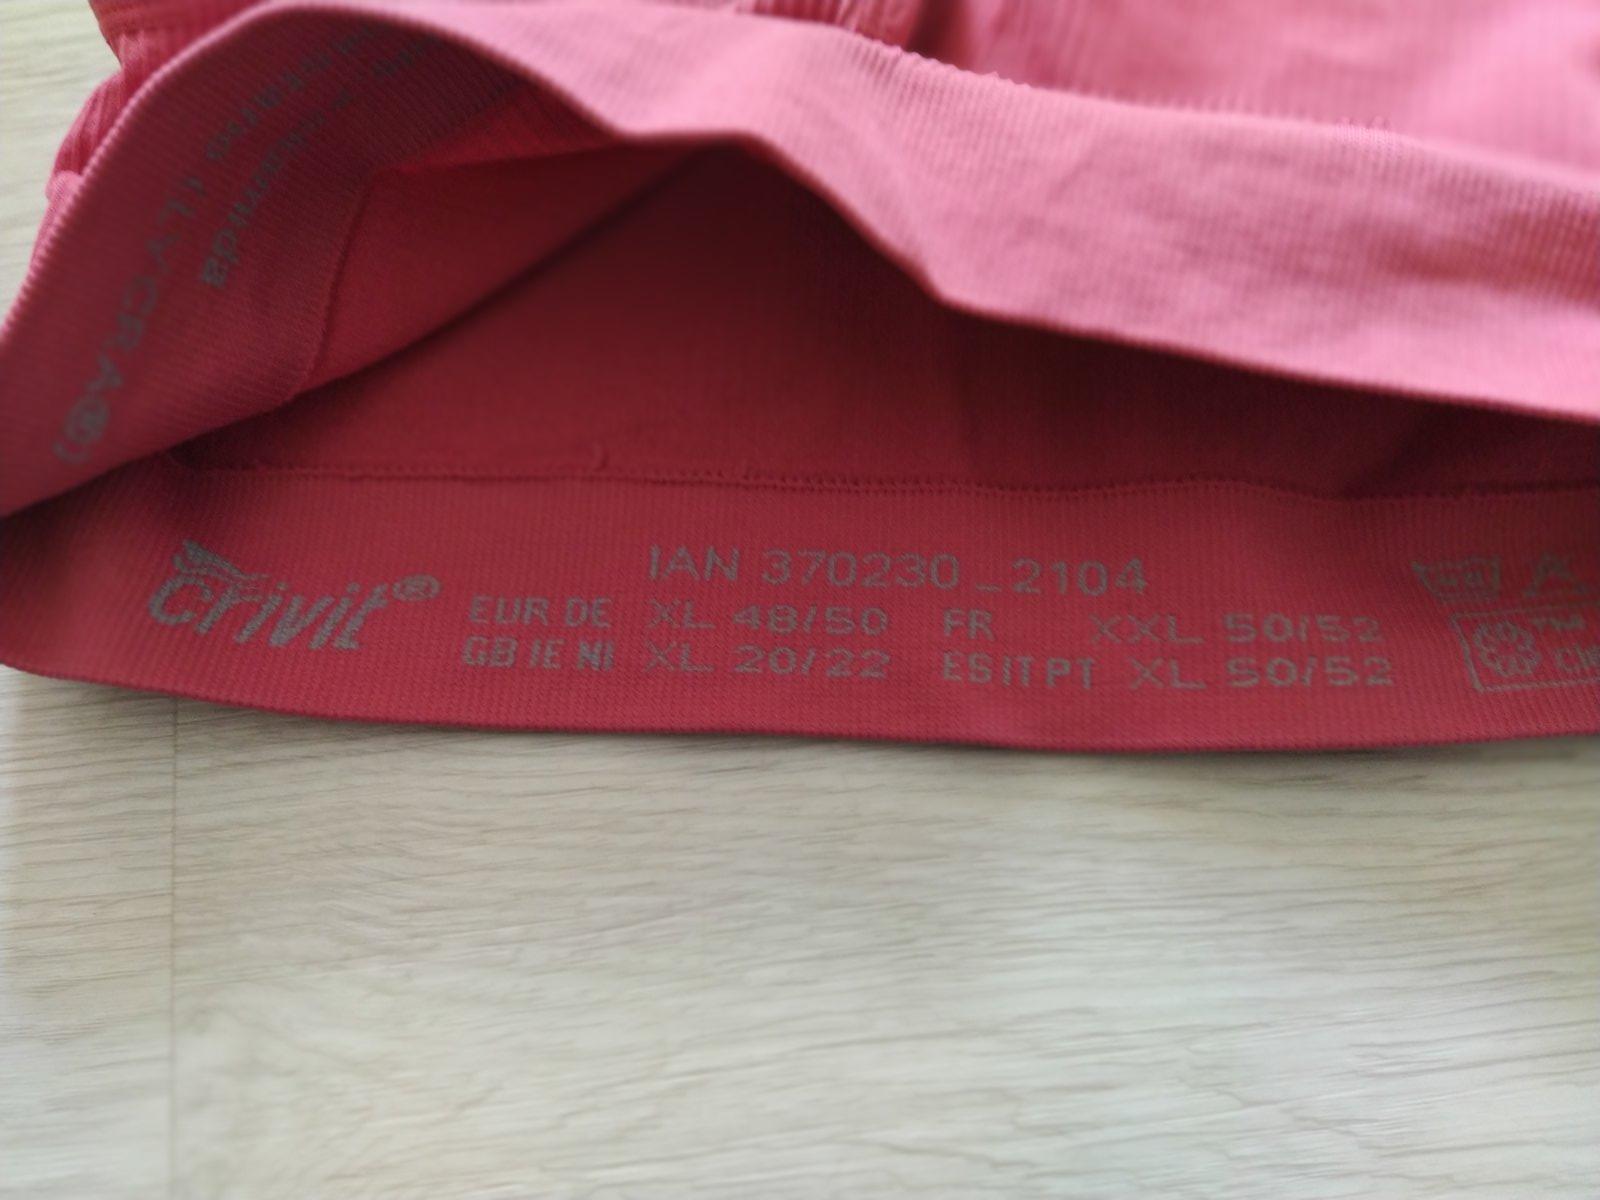 crivit®
IAN 370230_2104
EUR DE XL 48/50 FR XXL 50/52
GB IE NI XL 20/22 ES IT PT XL 50/52
(LYCRA®)